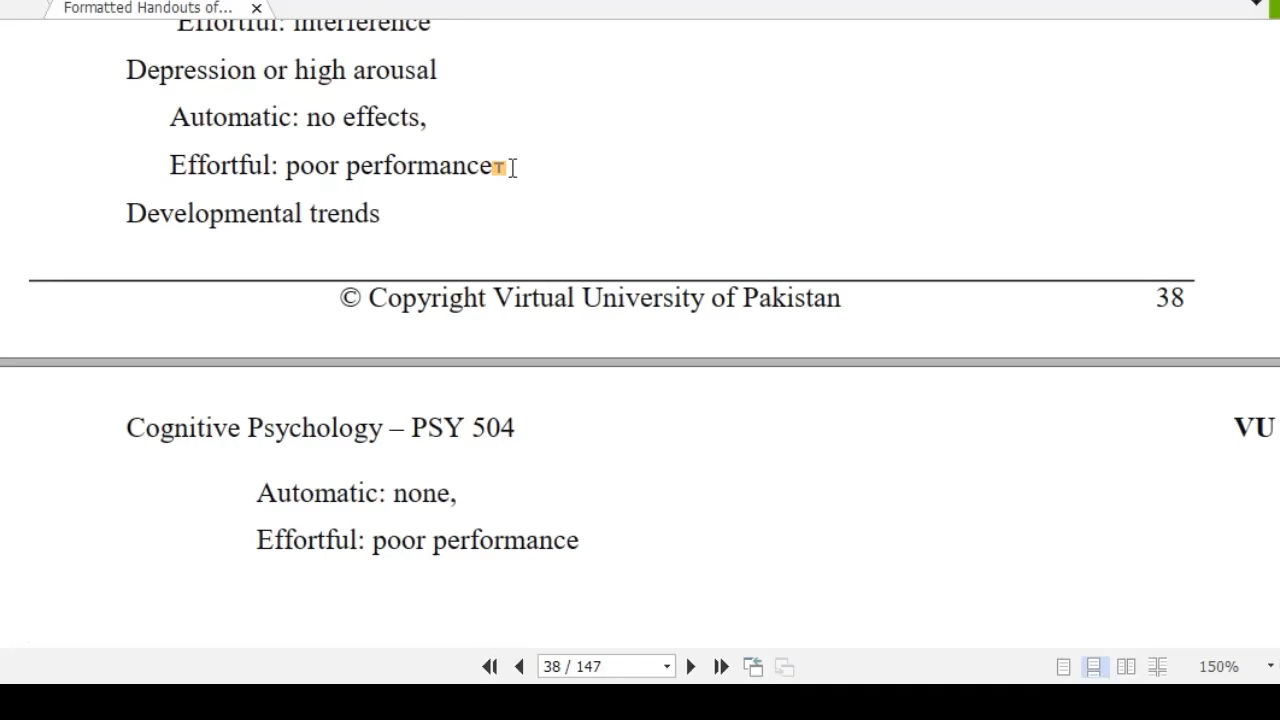 Formatted Handouts of...
Effortful: interference
Depression or high arousal
Automatic: no effects,
Effortful: poor performance
Developmental trends
© Copyright Virtual University of Pakistan 38
Cognitive Psychology – PSY 504 VU
Automatic: none,
Effortful: poor performance
38 / 147 150%